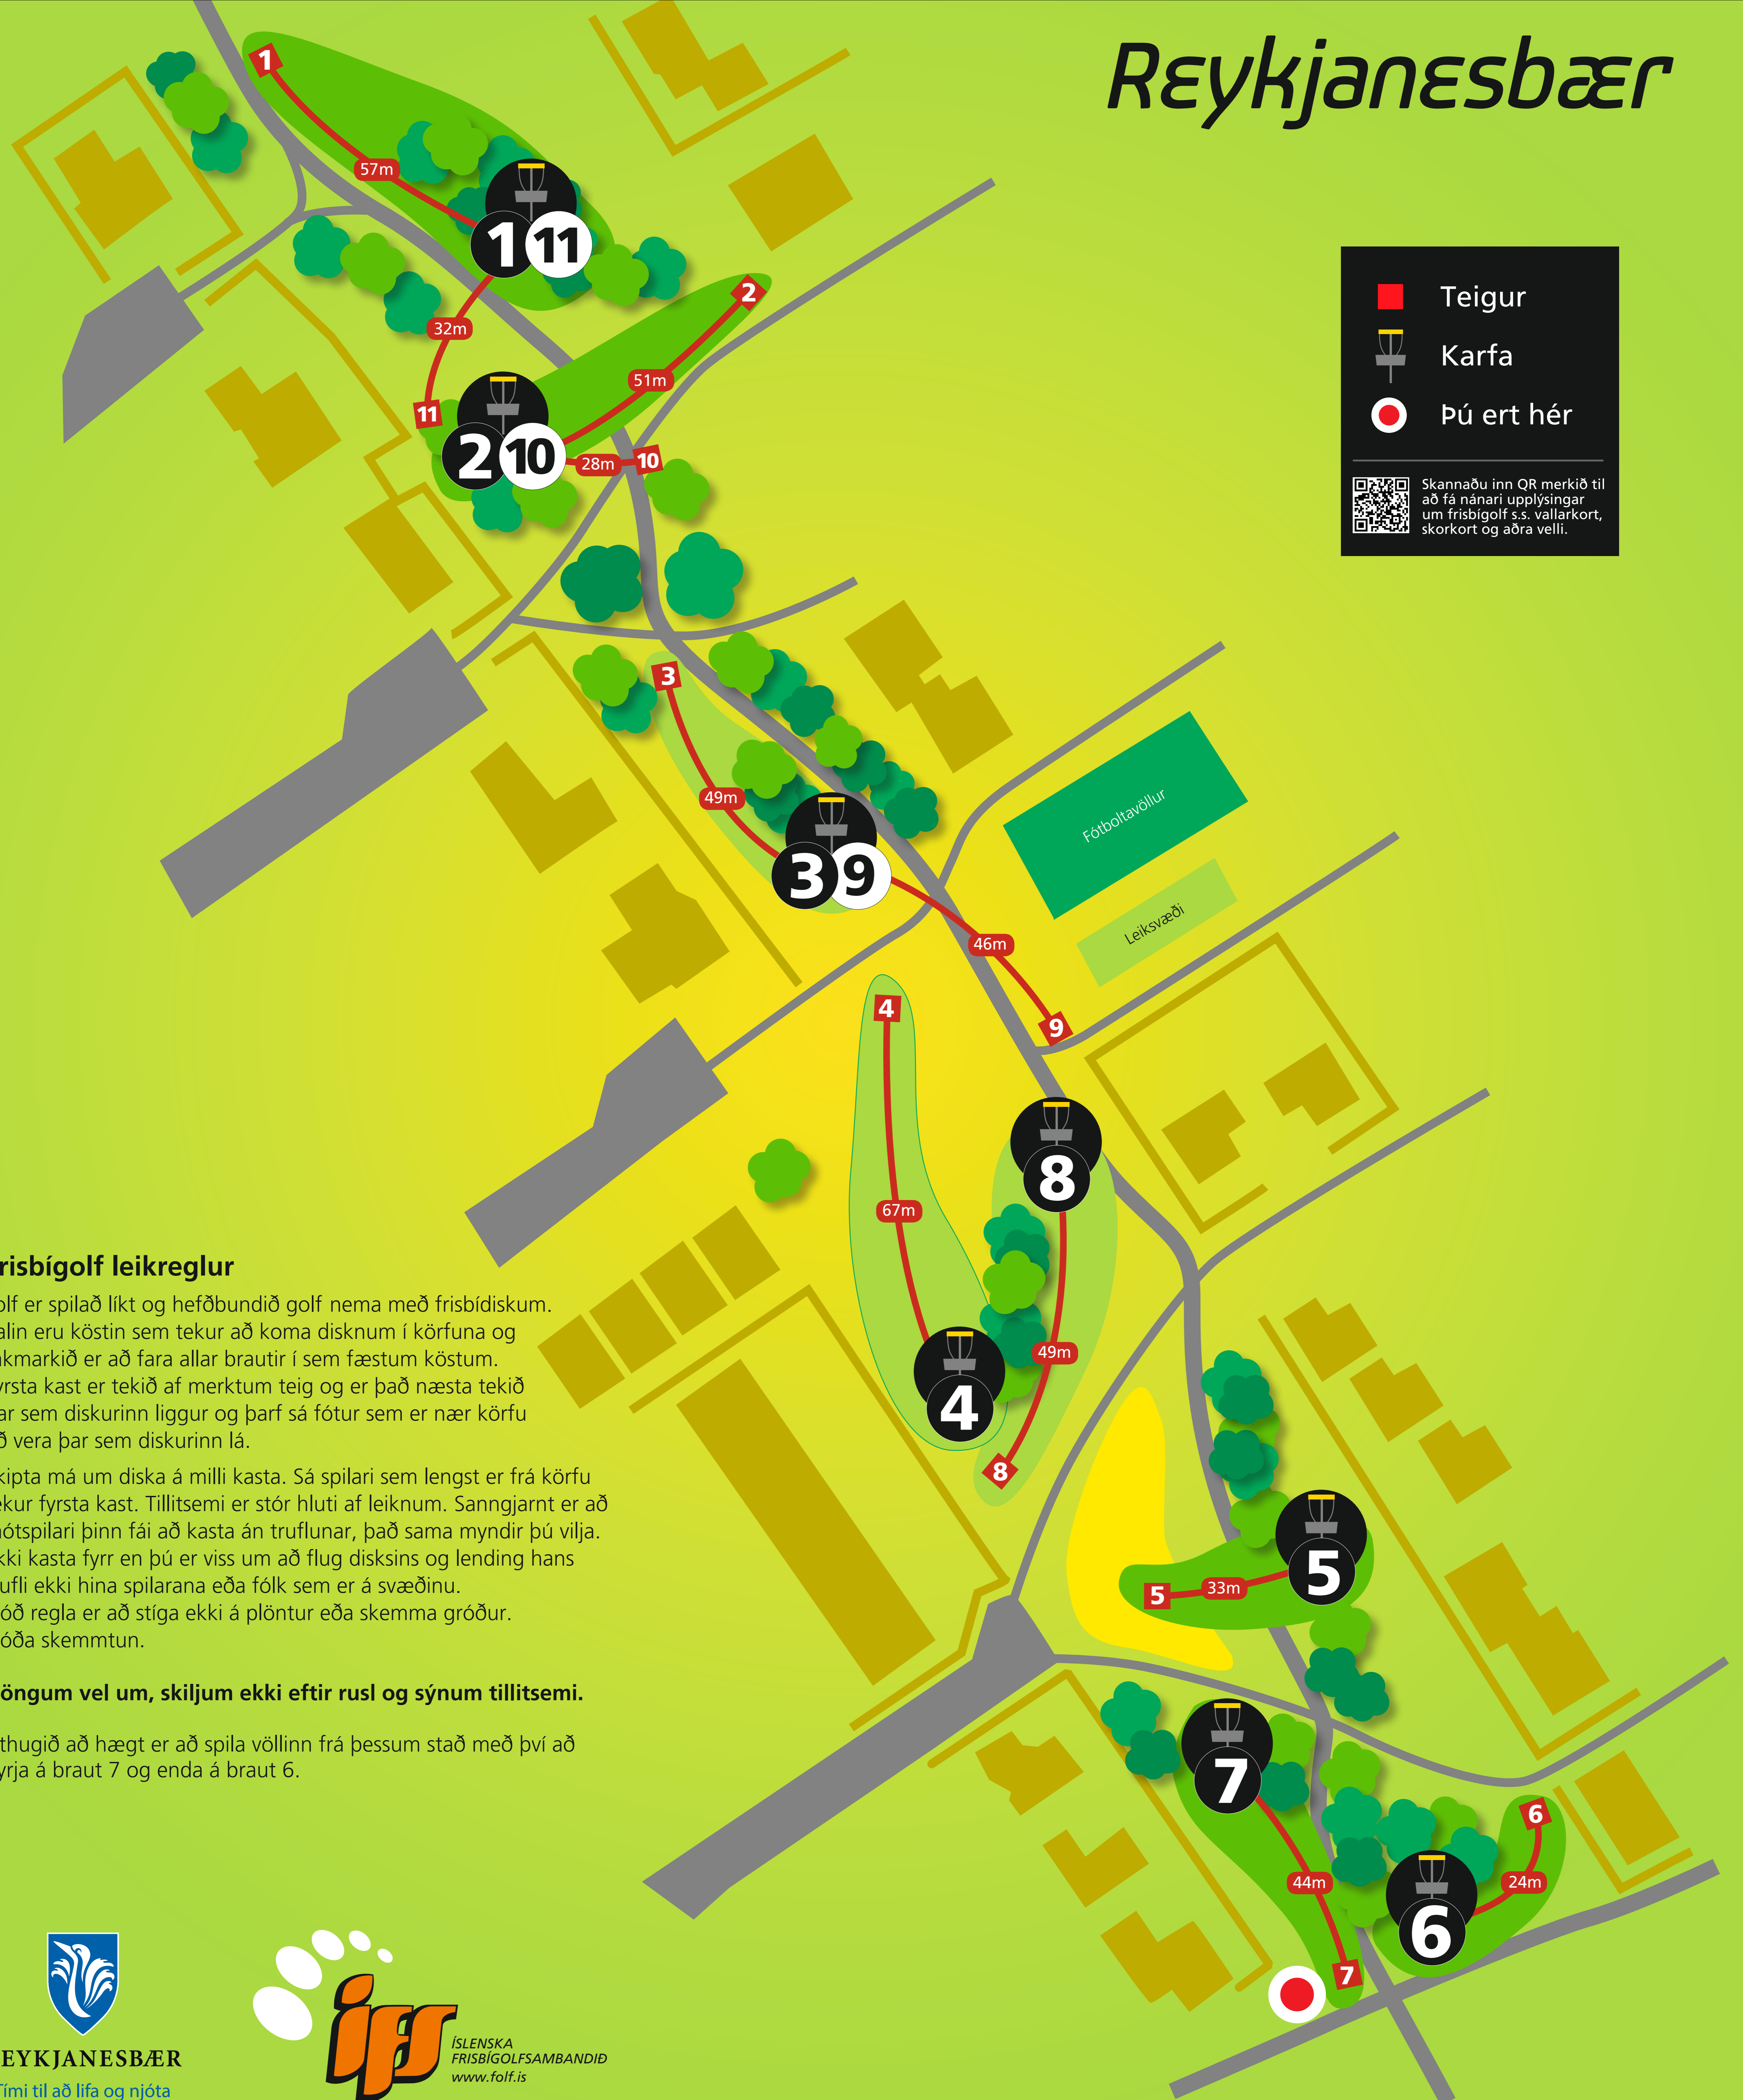 Reykjanesbær
Teigur
Karfa
Þú ert hér
Skannaðu inn QR merkið til
að fá nánari upplýsingar
um frisbígolf s.s. vallarkort,
skorkort og aðra velli.
1
57m
1 11
32m
2
51m
11
2 10
28m
10
3
49m
3 9
Fótboltavöllur
Leiksvæði
46m
9
4
67m
8
49m
4
8
5
33m
5
7
44m
6
24m
6
7
risbígolf leikreglur
olf er spilað líkt og hefðbundið golf nema með frisbídiskum.
alin eru köstin sem tekur að koma disknum í körfuna og
akmarkið er að fara allar brautir í sem fæstum köstum.
yrsta kast er tekið af merktum teig og er það næsta tekið
ar sem diskurinn liggur og þarf sá fótur sem er nær körfu
ð vera þar sem diskurinn lá.
kipta má um diska á milli kasta. Sá spilari sem lengst er frá körfu
ekur fyrsta kast. Tillitsemi er stór hluti af leiknum. Sanngjarnt er að
ótspilari þinn fái að kasta án truflunar, það sama myndir þú vilja.
kki kasta fyrr en þú er viss um að flug disksins og lending hans
ufli ekki hina spilarana eða fólk sem er á svæðinu.
óð regla er að stíga ekki á plöntur eða skemma gróður.
óða skemmtun.
öngum vel um, skiljum ekki eftir rusl og sýnum tillitsemi.
thugið að hægt er að spila völlinn frá þessum stað með því að
yrja á braut 7 og enda á braut 6.
EYKJANESBÆR
Tími til að lifa og njóta
ifs
ÍSLENSKA
FRISBÍGOLFSAMBANDIÐ
www.folf.is